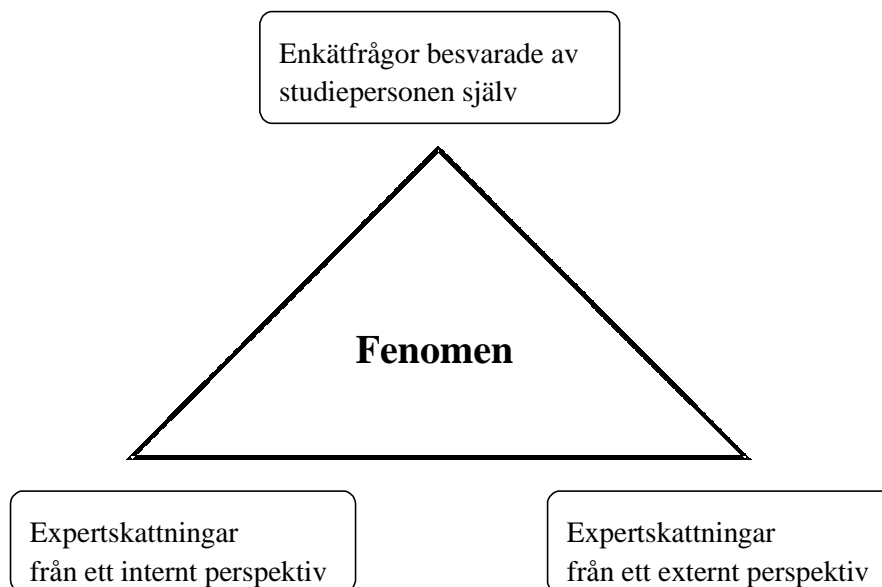 Enkätfrågor besvarade av
studiepersonen själv
Fenomen
Expertskattningar
från ett internt perspektiv
Expertskattningar
från ett externt perspektiv